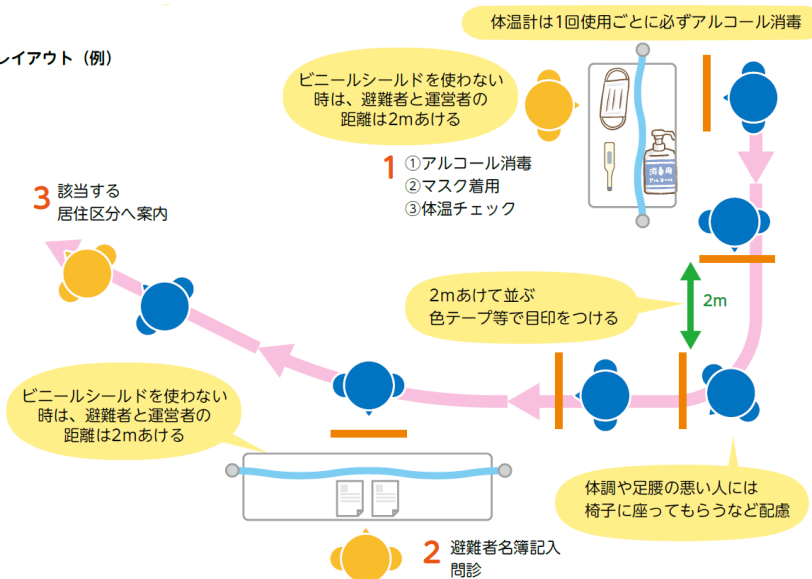 体温計は1回使用ごとに必ずアルコール消毒
レイアウト（例）
ビニールシールドを使わない
時は、避難者と運営者の
距離は2mあける
消毒用
アルコール
1 ①アルコール消毒
②マスク着用
③体温チェック
3 該当する
居住区分へ案内
2mあけて並ぶ
色テープ等で目印をつける
2m
ビニールシールドを使わない
時は、避難者と運営者の
距離は2mあける
体調や足腰の悪い人には
椅子に座ってもらうなど配慮
2 避難者名簿記入
問診